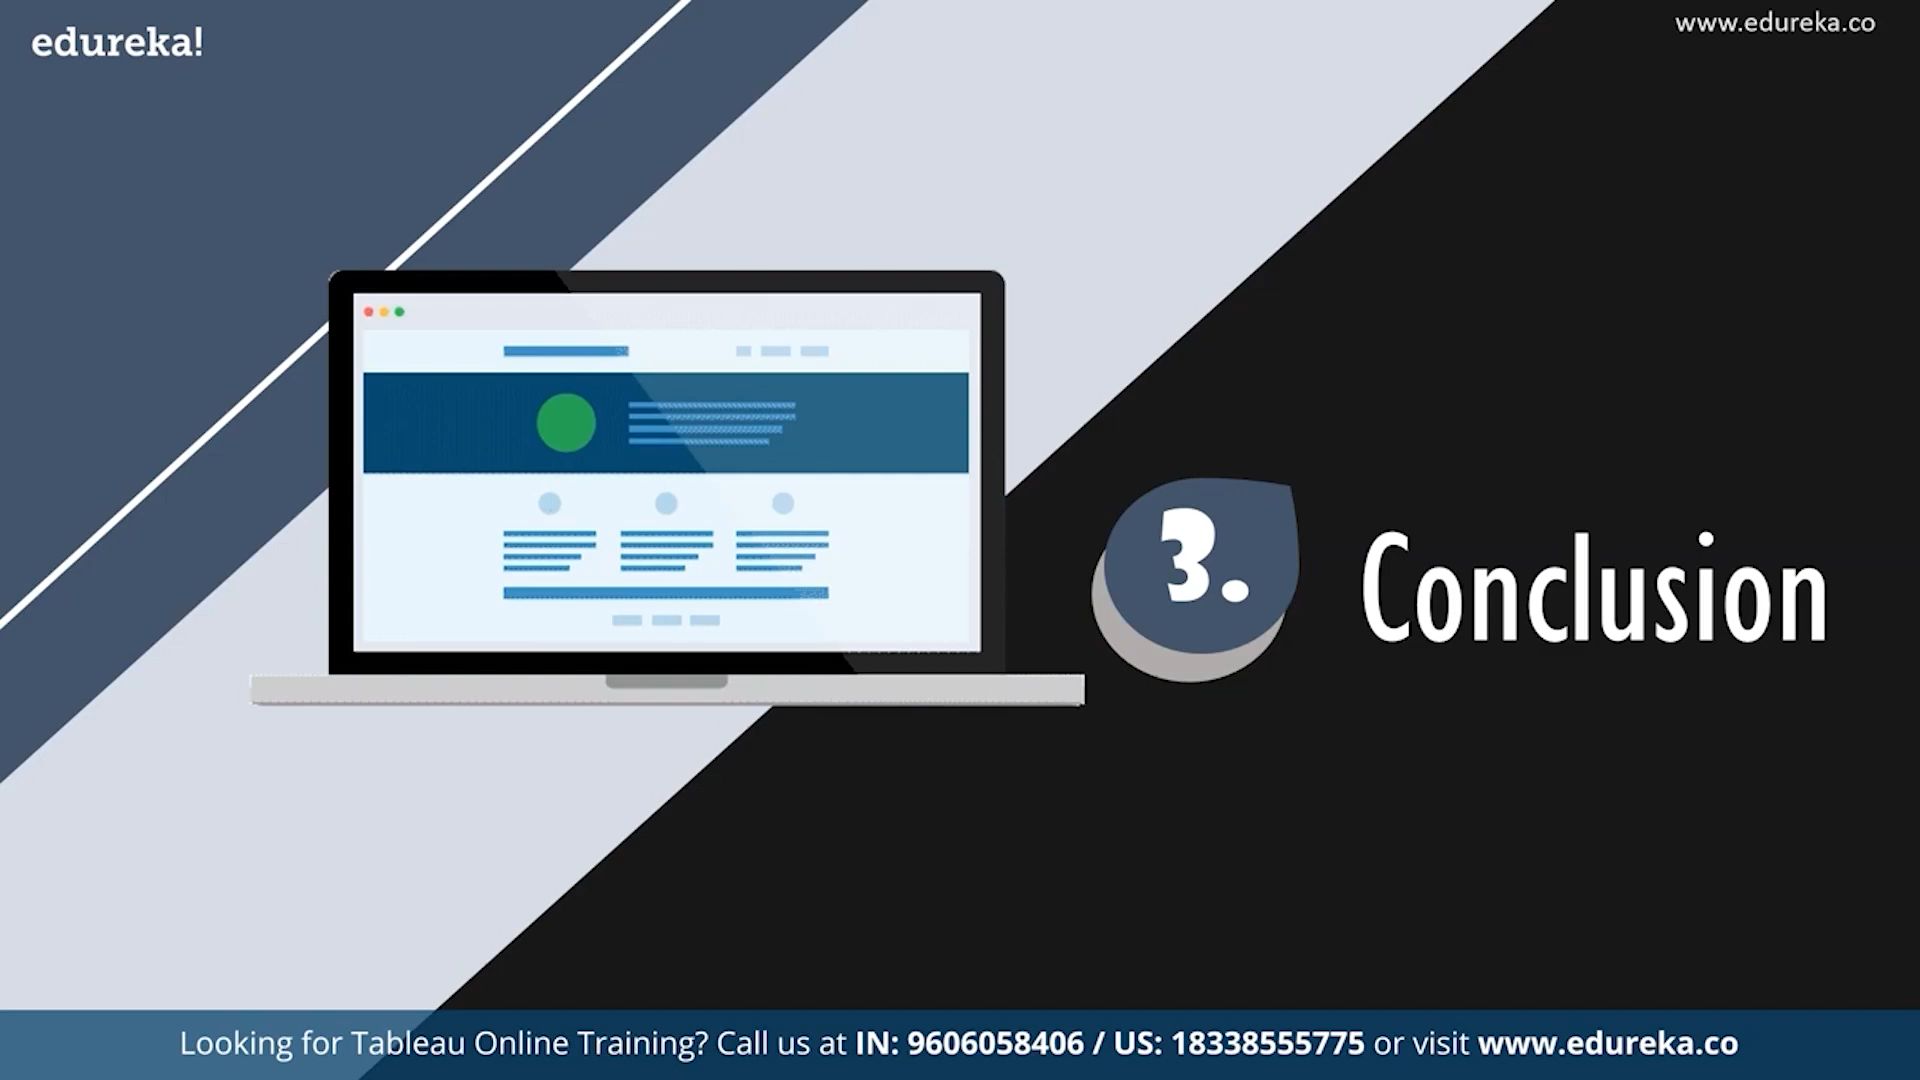 edureka!
www.edureka.co
3.
Conclusion
Looking for Tableau Online Training? Call us at IN: 9606058406 / US: 18338555775 or visit www.edureka.co